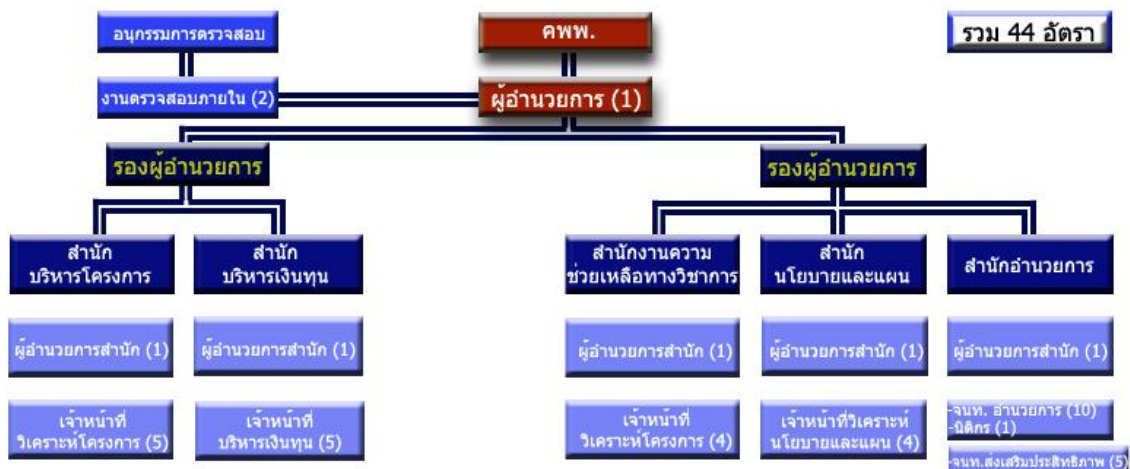 อนุกรรมการตรวจสอบ
คพพ.
รวม 44 อัตรา
งานตรวจสอบภายใน (2)
ผู้อำนวยการ (1)
รองผู้อำนวยการ
รองผู้อำนวยการ
สำนัก
บริหารโครงการ
สำนัก
บริหารเงินทุน
สำนักงานความ
ช่วยเหลือทางวิชาการ
สำนัก
นโยบายและแผน
สำนักอำนวยการ
ผู้อำนวยการสำนัก (1)
ผู้อำนวยการสำนัก (1)
ผู้อำนวยการสำนัก (1)
ผู้อำนวยการสำนัก (1)
ผู้อำนวยการสำนัก (1)
เจ้าหน้าที่
วิเคราะห์โครงการ (5)
เจ้าหน้าที่
บริหารเงินทุน (5)
เจ้าหน้าที่
วิเคราะห์โครงการ (4)
เจ้าหน้าที่วิเคราะห์
นโยบายและแผน (4)
-จนท. อำนวยการ (10)
-นิติกร (1)
-จนท.ส่งเสริมประสิทธิภาพ (5)